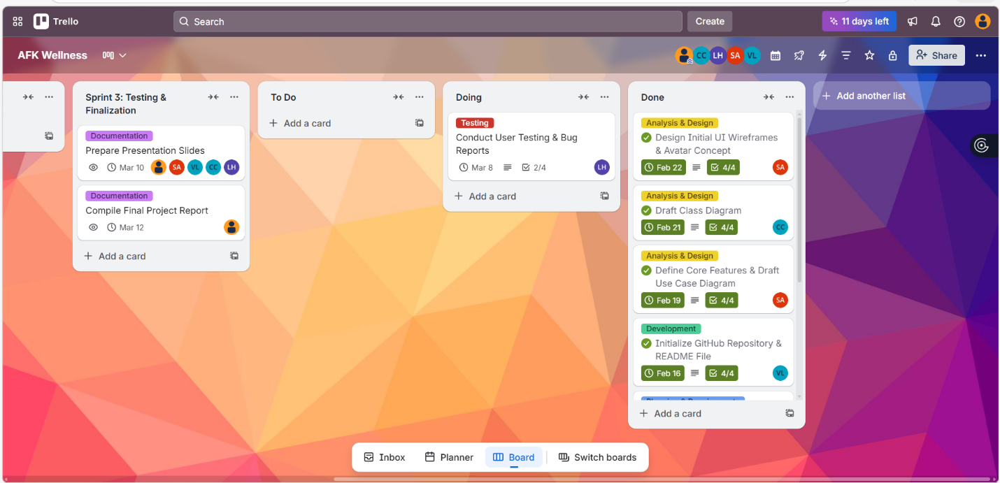 Trello
Search
Create
11 days left
AFK Wellness
CC LH SA VL
Share
Sprint 3: Testing &
Finalization
Documentation
Prepare Presentation Slides
Mar 10 SA VL CC LH
Documentation
Compile Final Project Report
Mar 12
+ Add a card
To Do
+ Add a card
Doing
Testing
Conduct User Testing & Bug
Reports
Mar 8 2/4 LH
+ Add a card
Done
Analysis & Design
Design Initial UI Wireframes
& Avatar Concept
Feb 22 4/4 SA
Analysis & Design
Draft Class Diagram
Feb 21 4/4 CC
Analysis & Design
Define Core Features & Draft
Use Case Diagram
Feb 19 4/4 SA
Development
Initialize GitHub Repository &
README File
Feb 16 4/4 VL
+ Add a card
+ Add another list
Inbox
Planner
Board
Switch boards